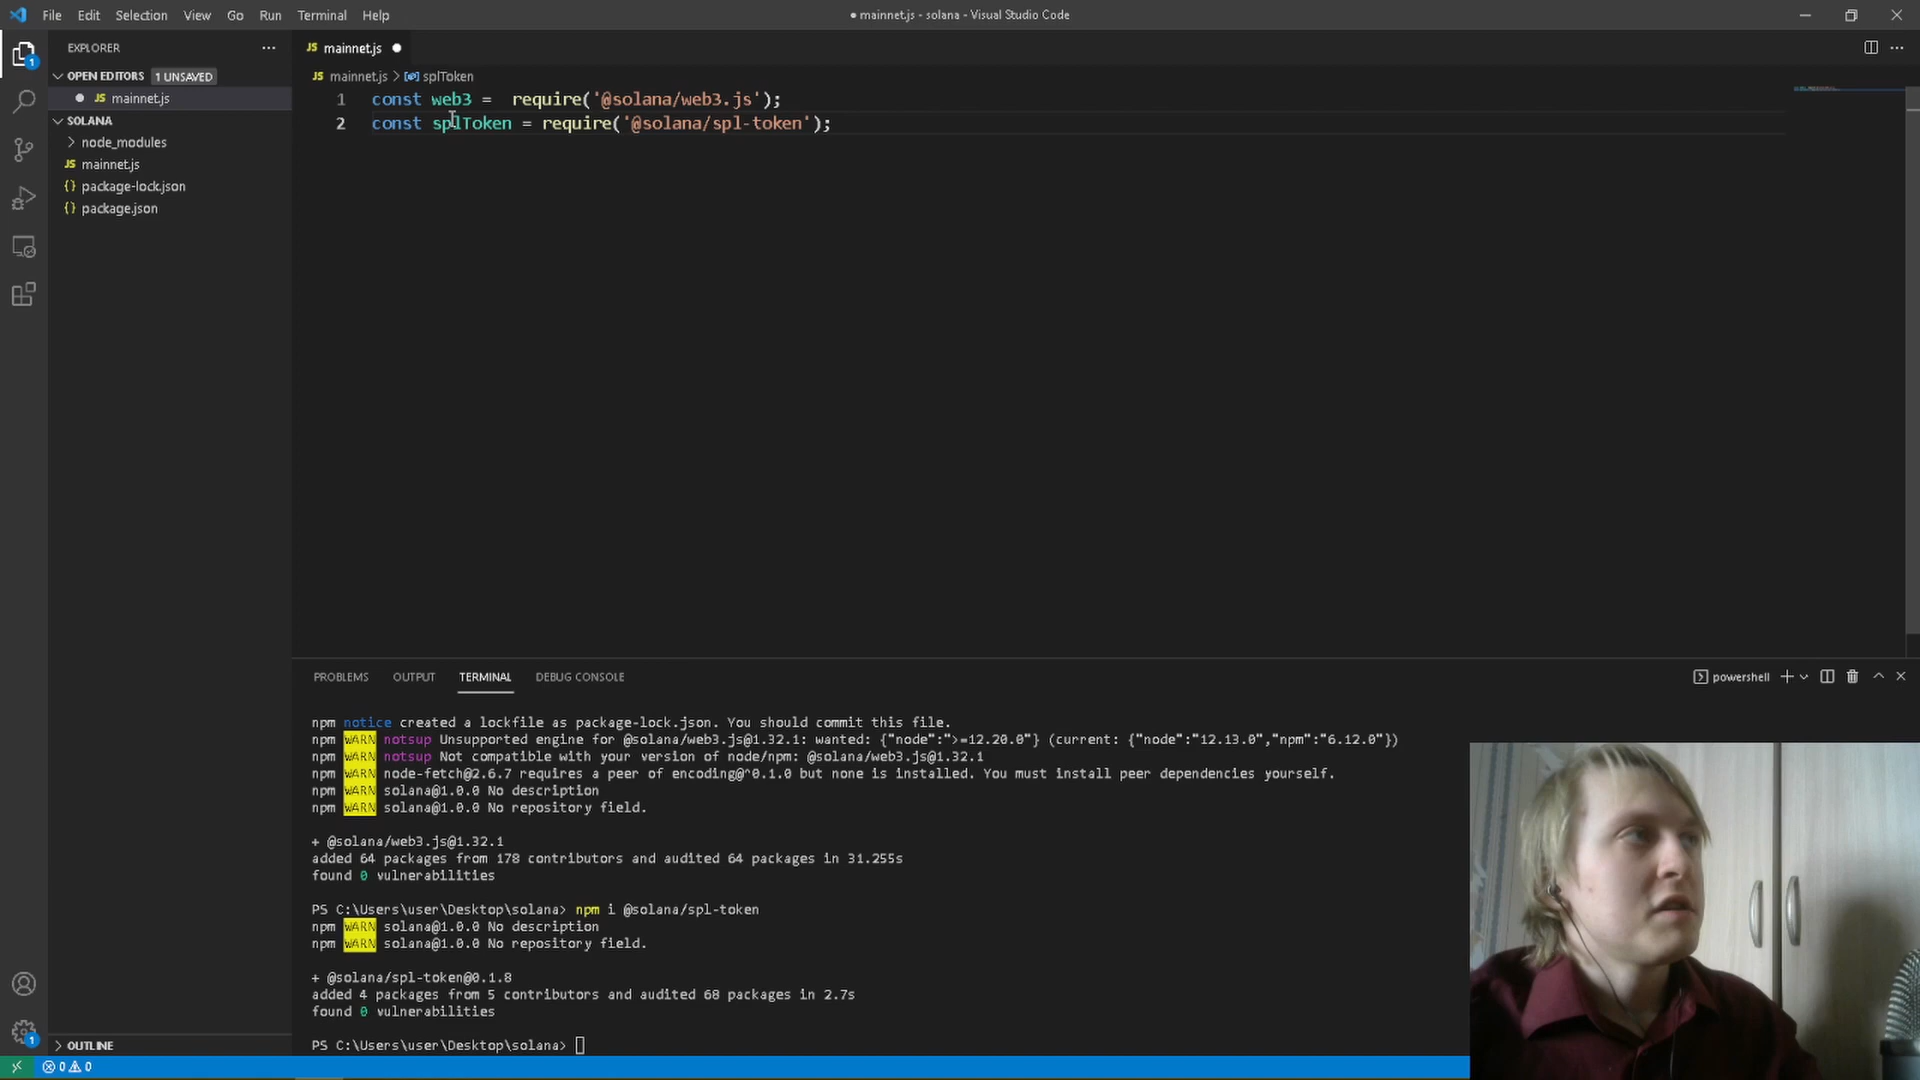 File Edit Selection View Go Run Terminal Help
● mainnet.js - solana - Visual Studio Code
EXPLORER
OPEN EDITORS 1 UNSAVED
JS mainnet.js
SOLANA
node_modules
JS mainnet.js
{} package-lock.json
{} package.json
OUTLINE
JS mainnet.js
JS mainnet.js > splToken
1 const web3 =  require('@solana/web3.js');
2 const splToken = require('@solana/spl-token');
PROBLEMS OUTPUT TERMINAL DEBUG CONSOLE
powershell
npm notice created a lockfile as package-lock.json. You should commit this file.
npm WARN notsup Unsupported engine for @solana/web3.js@1.32.1: wanted: {"node":">=12.20.0"} (current: {"node":"12.13.0","npm":"6.12.0"})
npm WARN notsup Not compatible with your version of node/npm: @solana/web3.js@1.32.1
npm WARN node-fetch@2.6.7 requires a peer of encoding@^0.1.0 but none is installed. You must install peer dependencies yourself.
npm WARN solana@1.0.0 No description
npm WARN solana@1.0.0 No repository field.
+ @solana/web3.js@1.32.1
added 64 packages from 178 contributors and audited 64 packages in 31.255s
found 0 vulnerabilities
PS C:\Users\user\Desktop\solana> npm i @solana/spl-token
npm WARN solana@1.0.0 No description
npm WARN solana@1.0.0 No repository field.
+ @solana/spl-token@0.1.8
added 4 packages from 5 contributors and audited 68 packages in 2.7s
found 0 vulnerabilities
PS C:\Users\user\Desktop\solana>
1
1
0 0